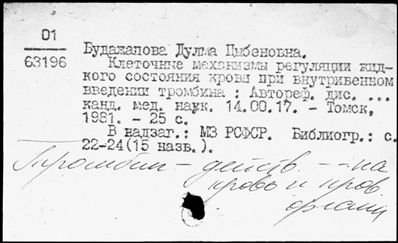 D1
63196
Будажапова Дулма Цыбеновна.
Клеточные механизмы регуляции жид-
кого состояния крови при внутривенном
введении тромбина : Автореф. дис. ...
канд. мед. наук. 14.00.17. - Томск,
1981. - 25 с.
В надзаг.: МЗ РСФСР. Библиогр.: с.
22-24(15 назв.).
Тромбин - действ. - на
кровь и кров.